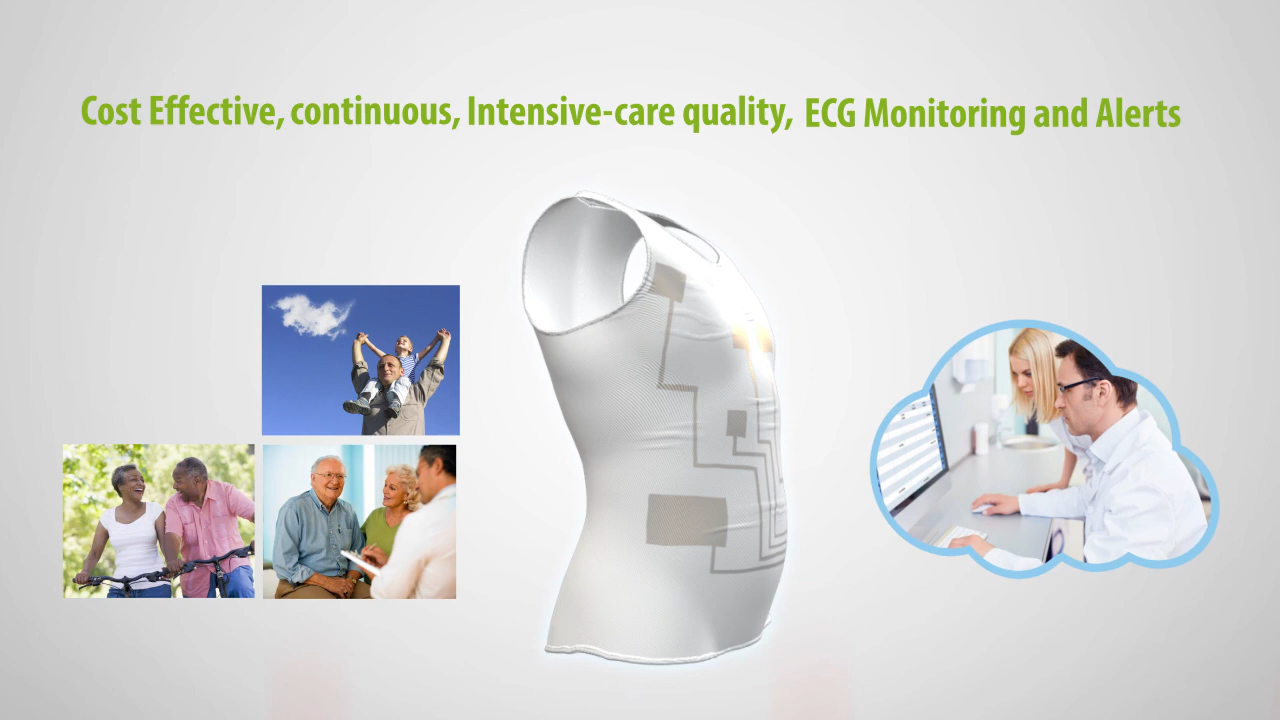 Cost Effective, continuous, Intensive-care quality, ECG Monitoring and Alerts